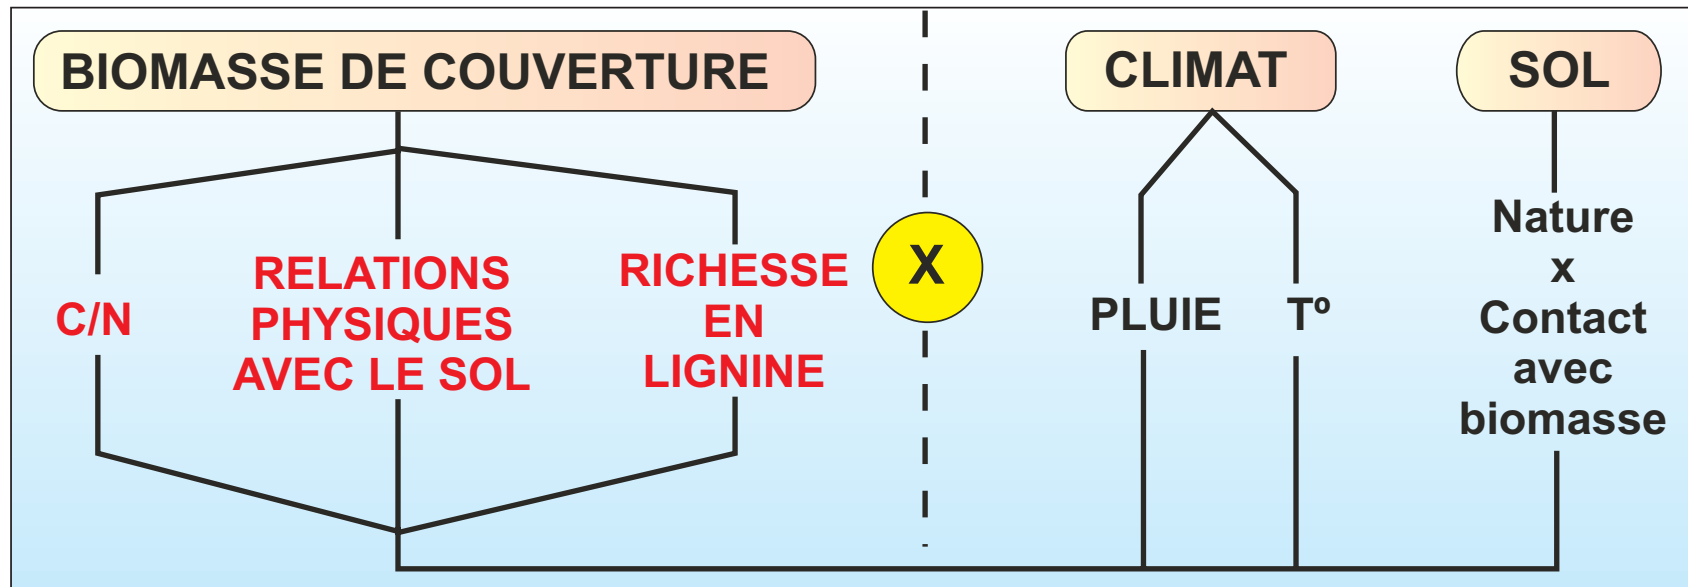 BIOMASSE DE COUVERTURE
C/N
RELATIONS
PHYSIQUES
AVEC LE SOL
RICHESSE
EN
LIGNINE
X
CLIMAT
PLUIE
Tº
SOL
Nature
x
Contact
avec
biomasse